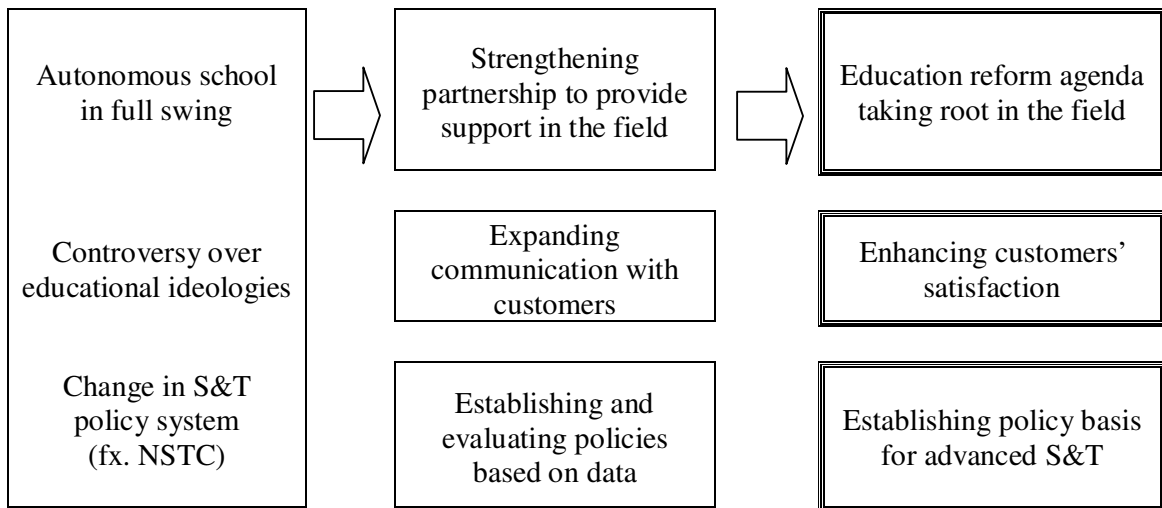 Autonomous school
in full swing
Controversy over
educational ideologies
Change in S&T
policy system
(fx. NSTC)
Strengthening
partnership to provide
support in the field
Expanding
communication with
customers
Establishing and
evaluating policies
based on data
Education reform agenda
taking root in the field
Enhancing customers’
satisfaction
Establishing policy basis
for advanced S&T